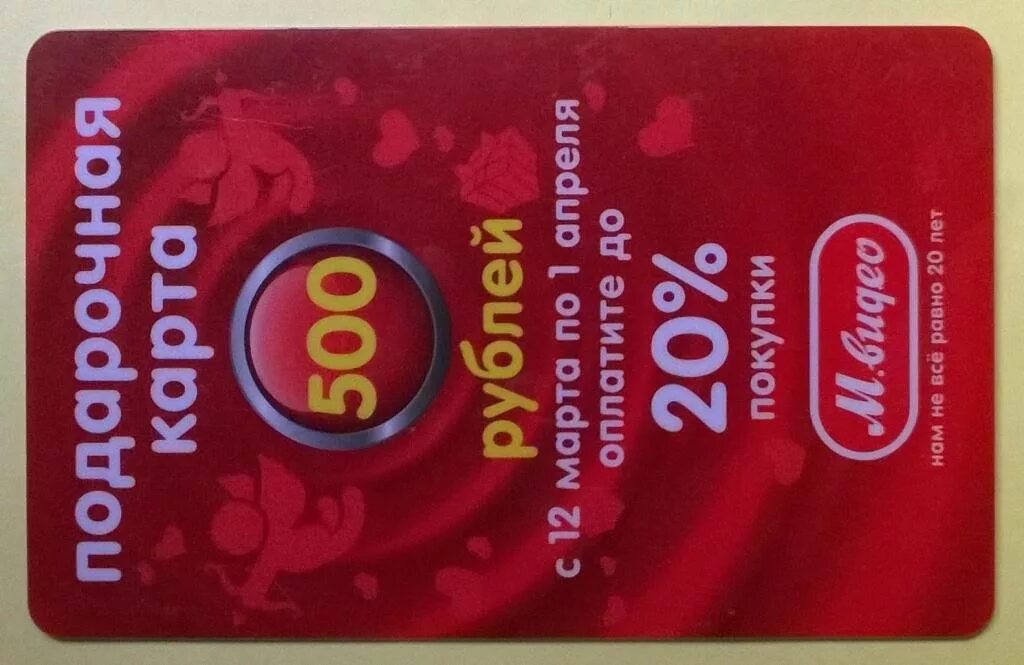 подарочная
карта
500
рублей
с 12 марта по 1 апреля
оплатите до
20%
покупки
М.видео
нам не всё равно 20 лет